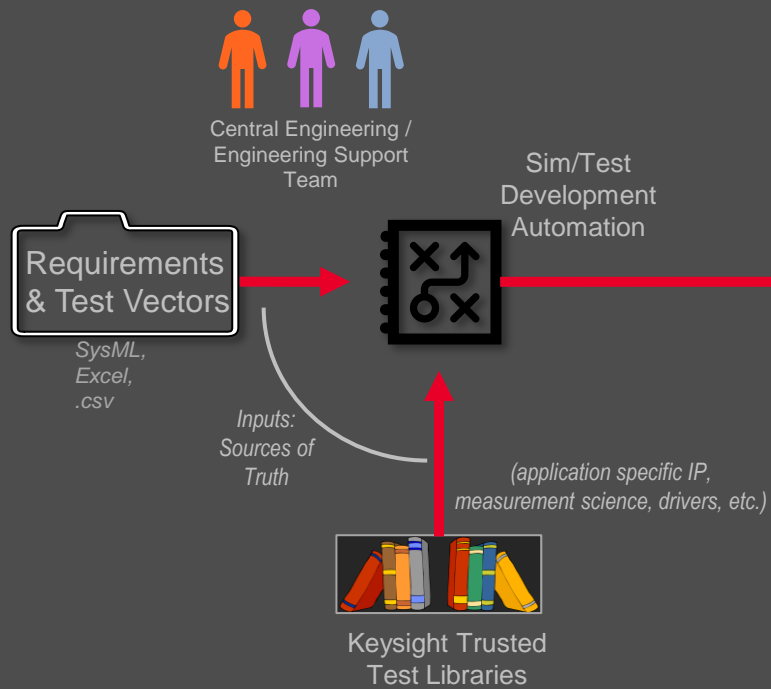 Central Engineering /
Engineering Support
Team
Sim/Test
Development
Automation
Requirements
& Test Vectors
SysML,
Excel,
.csv
Inputs:
Sources of
Truth
(application specific IP,
measurement science, drivers, etc.)
Keysight Trusted
Test Libraries